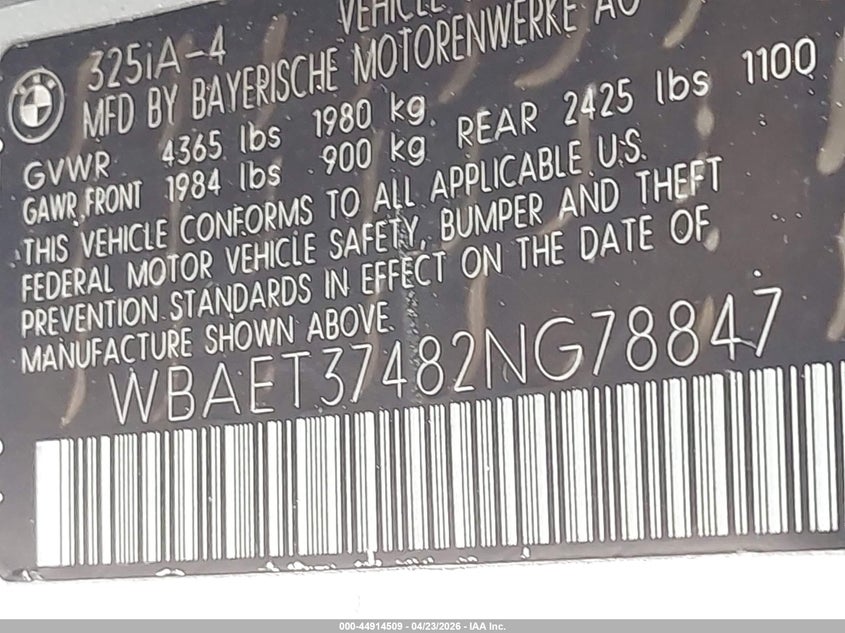 VEHICLE
325iA-4
MFD BY BAYERISCHE MOTORENWERKE AG
GVWR 4365 lbs 1980 kg
GAWR FRONT 1984 lbs 900 kg REAR 2425 lbs 1100
THIS VEHICLE CONFORMS TO ALL APPLICABLE U.S.
FEDERAL MOTOR VEHICLE SAFETY, BUMPER AND THEFT
PREVENTION STANDARDS IN EFFECT ON THE DATE OF
MANUFACTURE SHOWN ABOVE.
WBAET37482NG78847
000-44914509 - 04/23/2026 - IAA Inc.